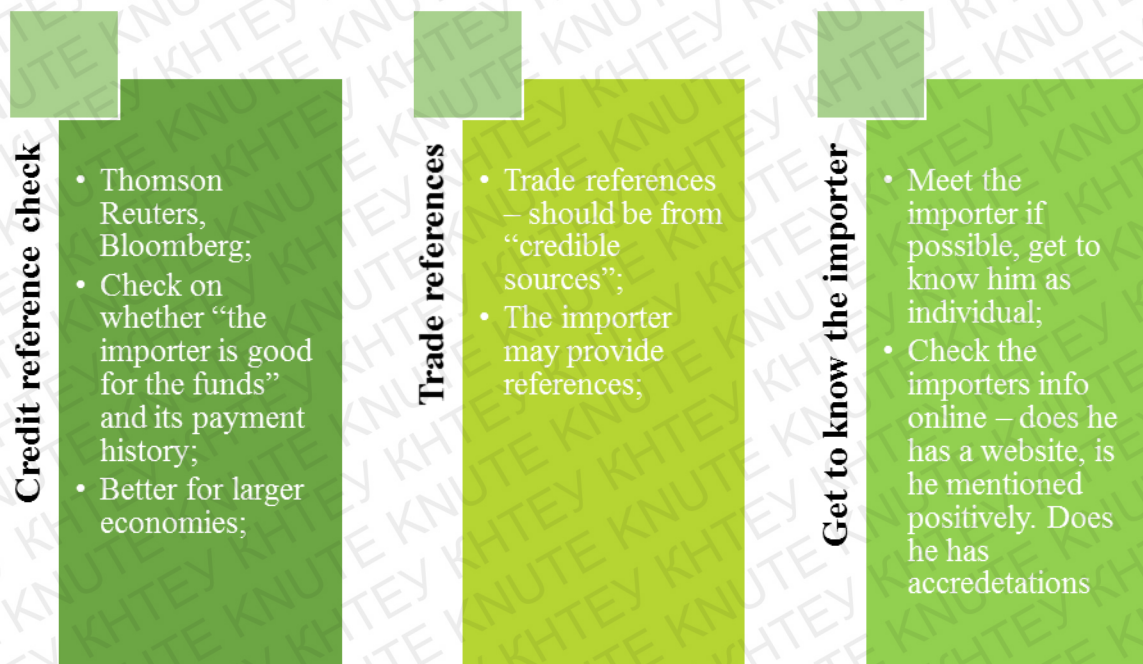 Credit reference check
• Thomson
Reuters,
Bloomberg;
• Check on
whether “the
importer is good
for the funds”
and its payment
history;
• Better for larger
economies;
Trade references
• Trade references
– should be from
“credible
sources”;
• The importer
may provide
references;
Get to know the importer
• Meet the
importer if
possible, get to
know him as
individual;
• Check the
importers info
online – does he
has a website, is
he mentioned
positively. Does
he has
accredetations
КНТЕУ KNUTE